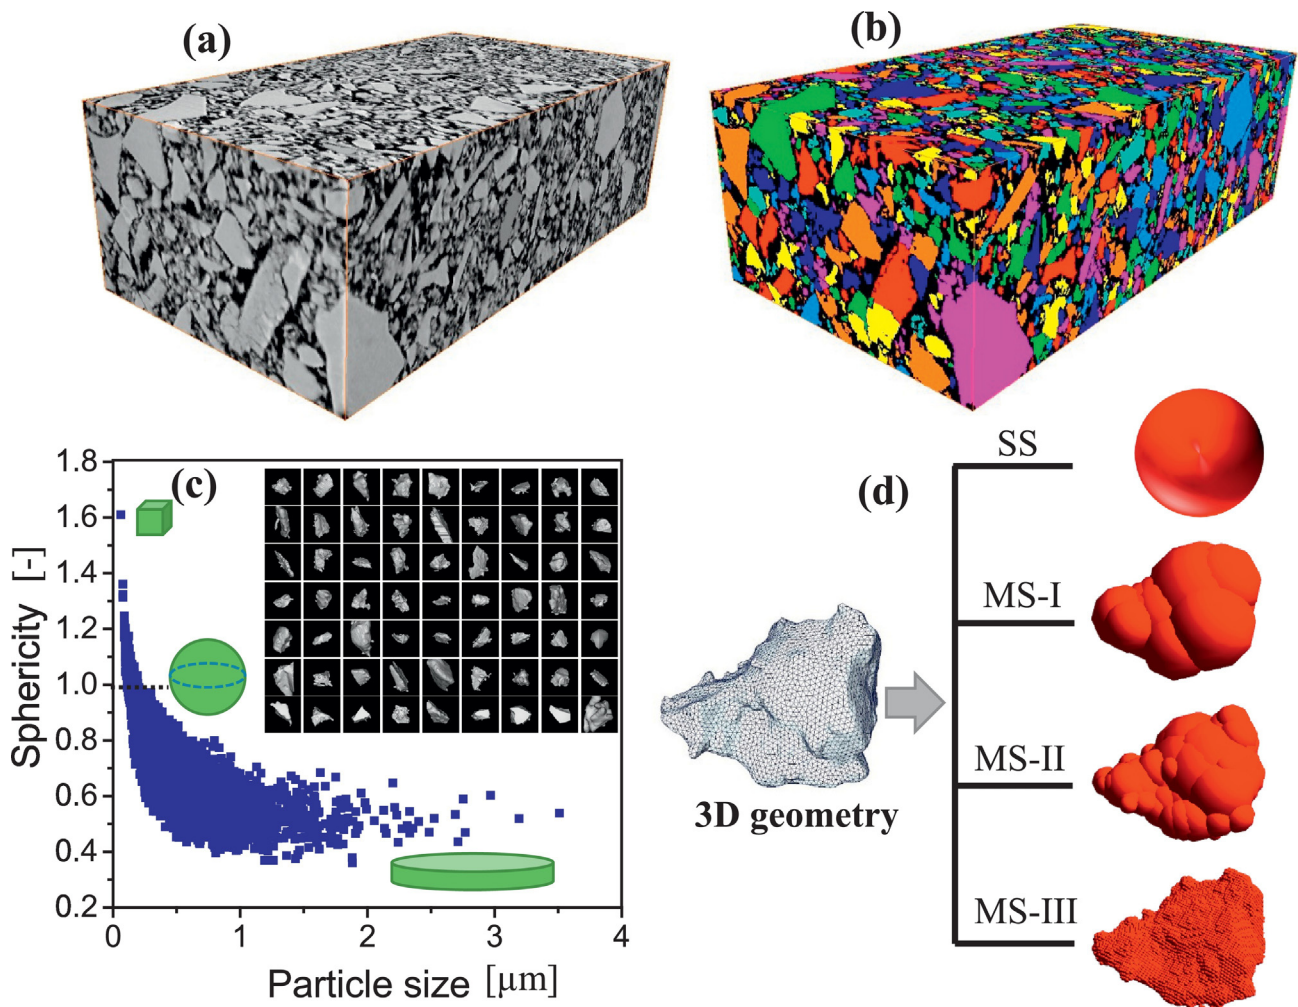 (a)
(b)
(c)
1.8
1.6
1.4
1.2
1.0
0.8
0.6
0.4
0.2
Sphericity [-]
0
1
2
3
4
Particle size [μm]
(d)
3D geometry
SS
MS-I
MS-II
MS-III